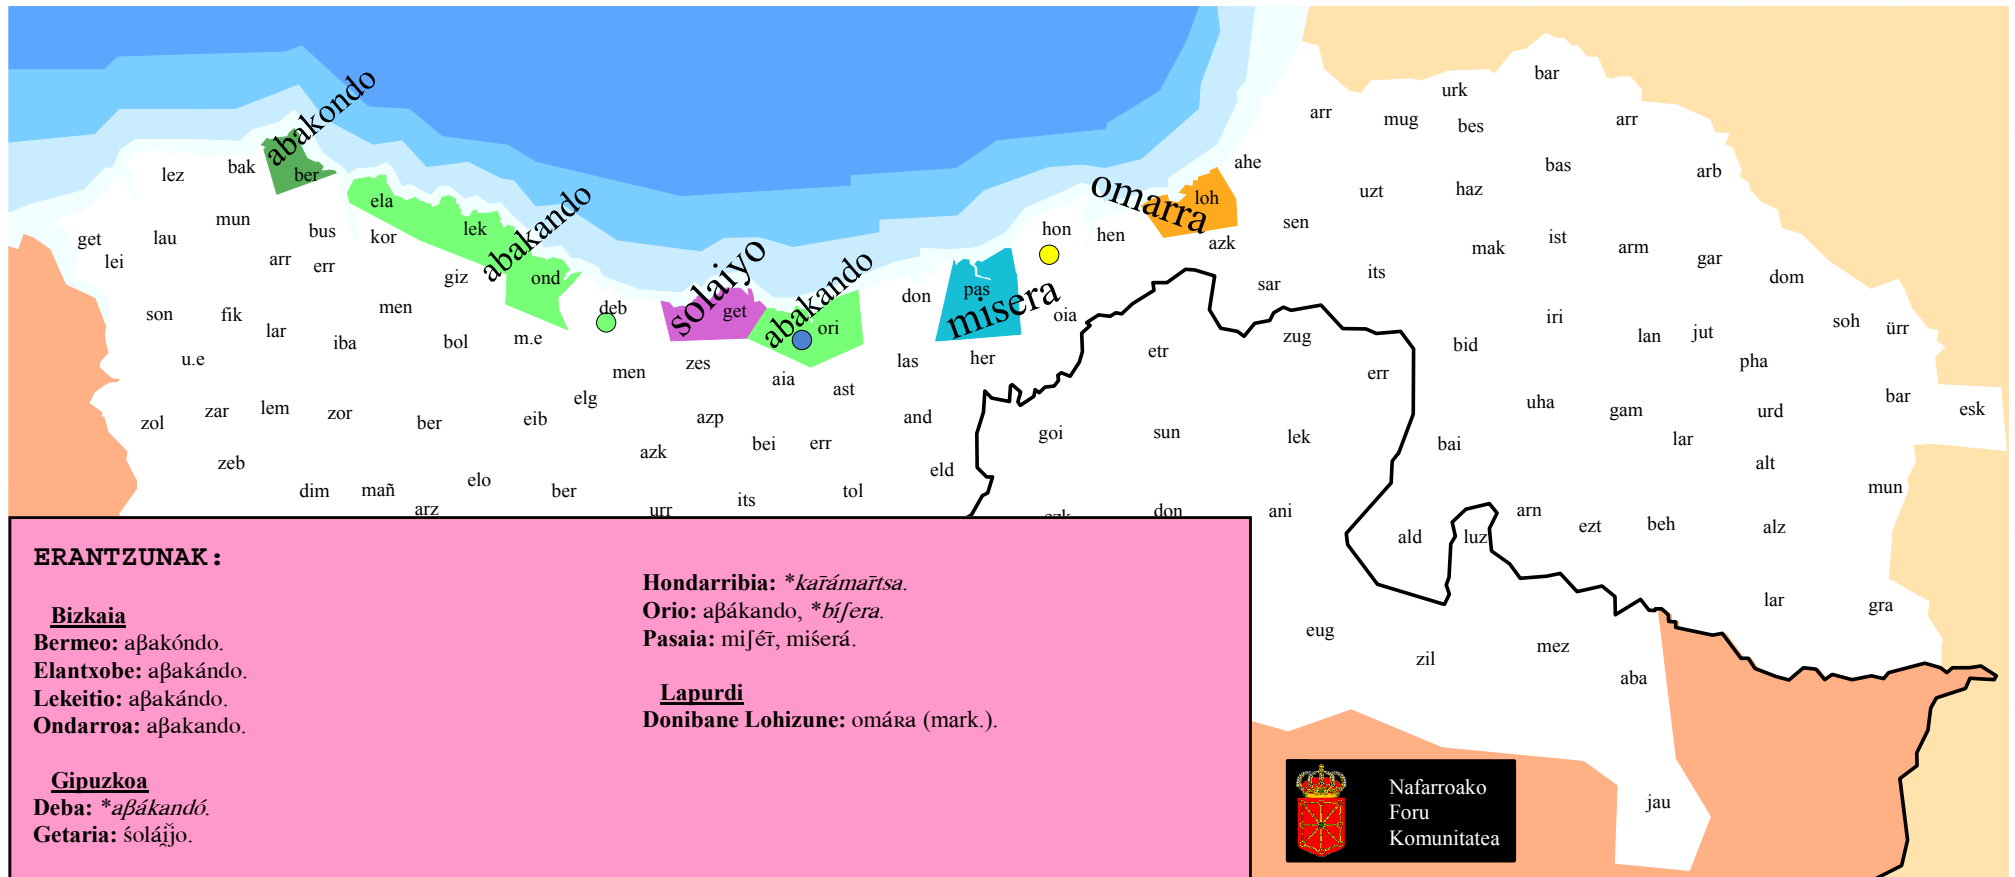 bar
urk
arr
mug
bes
arr
abakondo
ahe
bas
arb
lez
bak
ber
ela
abakando
omarra
loh
uzt
haz
mun
bus
lek
sen
get
lau
kor
hon
hen
azk
ist
mak
arm
lei
arr
err
giz
ond
solaiyo
abakando
its
gar
dom
sar
don
pas
misera
men
deb
get
son
fik
oia
iri
lar
ori
soh
ürr
iba
bol
m.e
zug
lan
jut
bid
etr
u.e
zes
las
her
pha
men
aia
ast
err
elg
uha
bar
zar
lem
zor
gam
urd
esk
zol
ber
eib
azp
and
goi
sun
lek
lar
azk
bei
err
bai
zeb
eld
alt
dim
mañ
elo
ber
its
tol
mun
arz
urr
don
ani
arn
ezt
beh
alz
ald
luz
lar
gra
eug
zil
mez
aba
jau
ERANTZUNAK:
Bizkaia
Bermeo: aβakóndo.
Elantxobe: aβakándo.
Lekeitio: aβakándo.
Ondarroa: aβakando.
Gipuzkoa
Deba: *aβákandó.
Getaria: śolái̯ǰo.
Hondarribia: *kar̄ámar̄tsa.
Orio: aβákando, *bíʃera.
Pasaia: miʃér̄, miśerá.
Lapurdi
Donibane Lohizune: omáʀa (mark.).
Nafarroako
Foru
Komunitatea